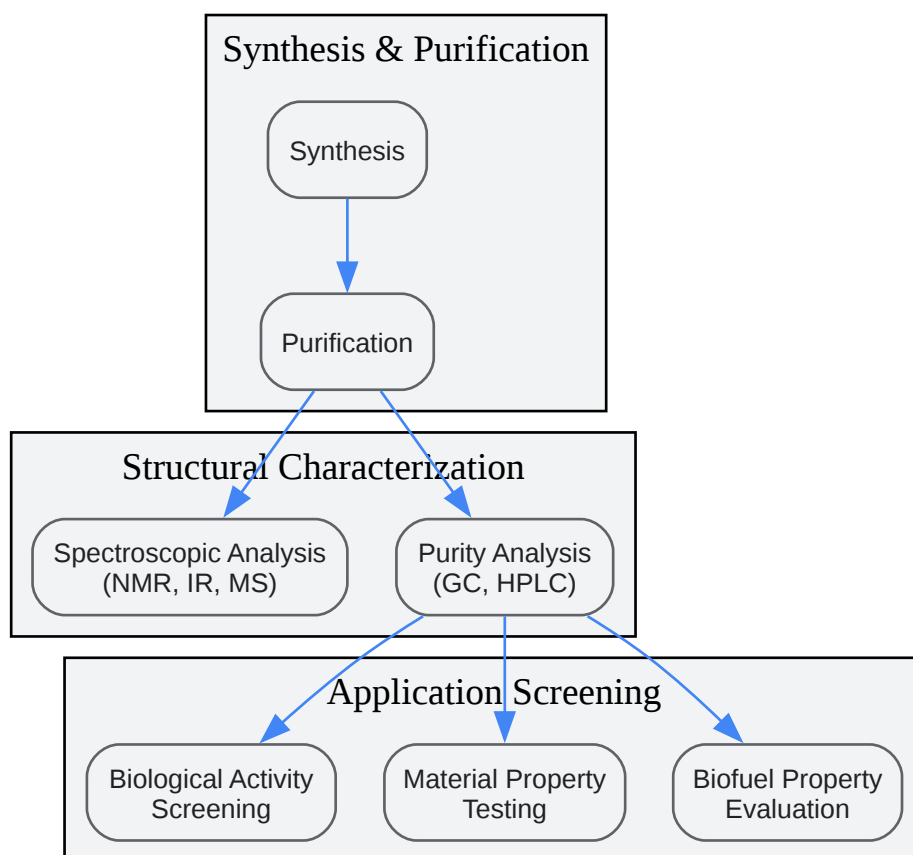 Synthesis & Purification
Synthesis
Purification
Structural Characterization
Spectroscopic Analysis
(NMR, IR, MS)
Purity Analysis
(GC, HPLC)
Application Screening
Biological Activity
Screening
Material Property
Testing
Biofuel Property
Evaluation